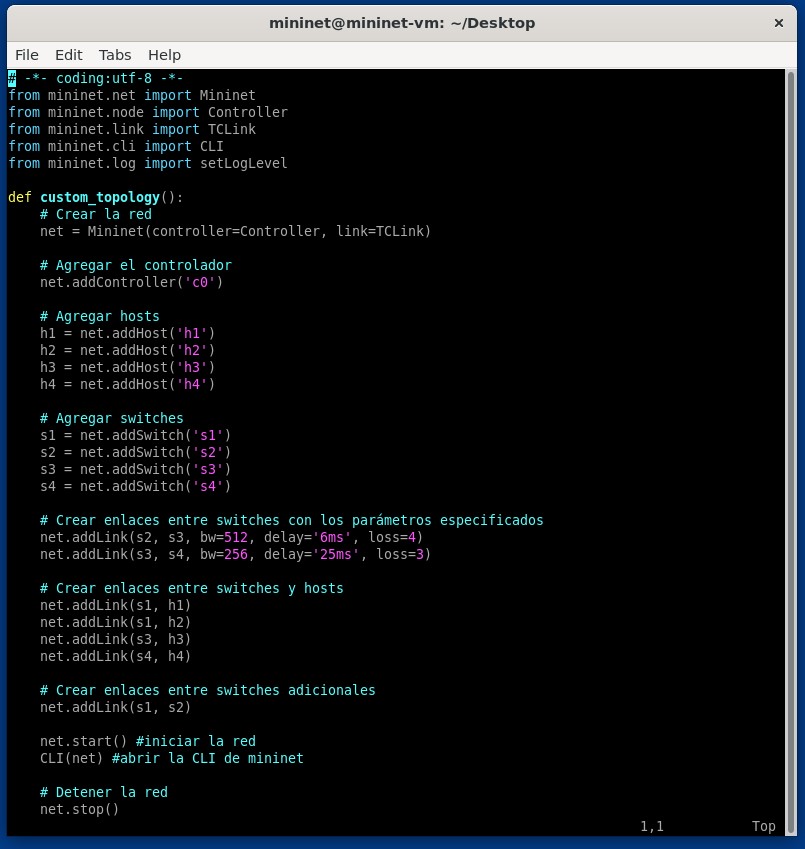 mininet@mininet-vm: ~/Desktop
×
File Edit Tabs Help
# -*- coding:utf-8 -*-
from mininet.net import Mininet
from mininet.node import Controller
from mininet.link import TCLink
from mininet.cli import CLI
from mininet.log import setLogLevel
def custom_topology():
# Crear la red
net = Mininet(controller=Controller, link=TCLink)
# Agregar el controlador
net.addController('c0')
# Agregar hosts
h1 = net.addHost('h1')
h2 = net.addHost('h2')
h3 = net.addHost('h3')
h4 = net.addHost('h4')
# Agregar switches
s1 = net.addSwitch('s1')
s2 = net.addSwitch('s2')
s3 = net.addSwitch('s3')
s4 = net.addSwitch('s4')
# Crear enlaces entre switches con los parámetros especificados
net.addLink(s2, s3, bw=512, delay='6ms', loss=4)
net.addLink(s3, s4, bw=256, delay='25ms', loss=3)
# Crear enlaces entre switches y hosts
net.addLink(s1, h1)
net.addLink(s1, h2)
net.addLink(s3, h3)
net.addLink(s4, h4)
# Crear enlaces entre switches adicionales
net.addLink(s1, s2)
net.start() #iniciar la red
CLI(net) #abrir la CLI de mininet
# Detener la red
net.stop()
1,1 Top